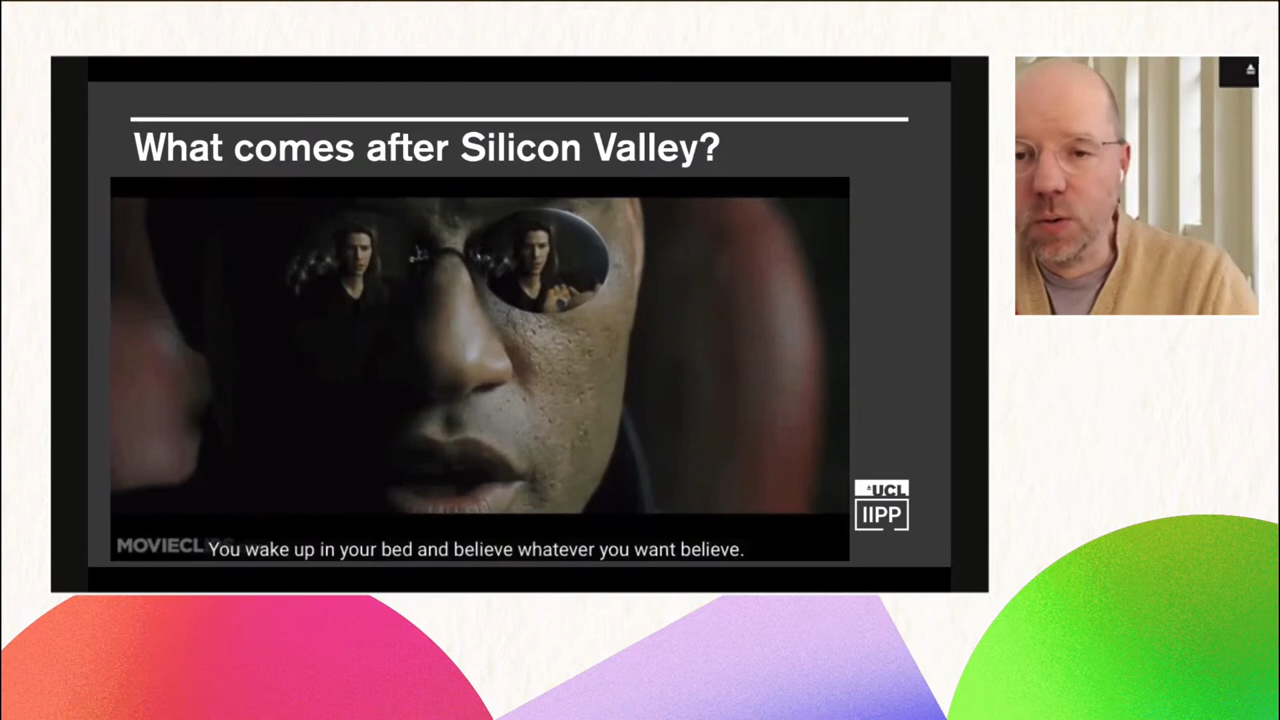 What comes after Silicon Valley?
UCL
IIPP
MOVIECL
You wake up in your bed and believe whatever you want believe.